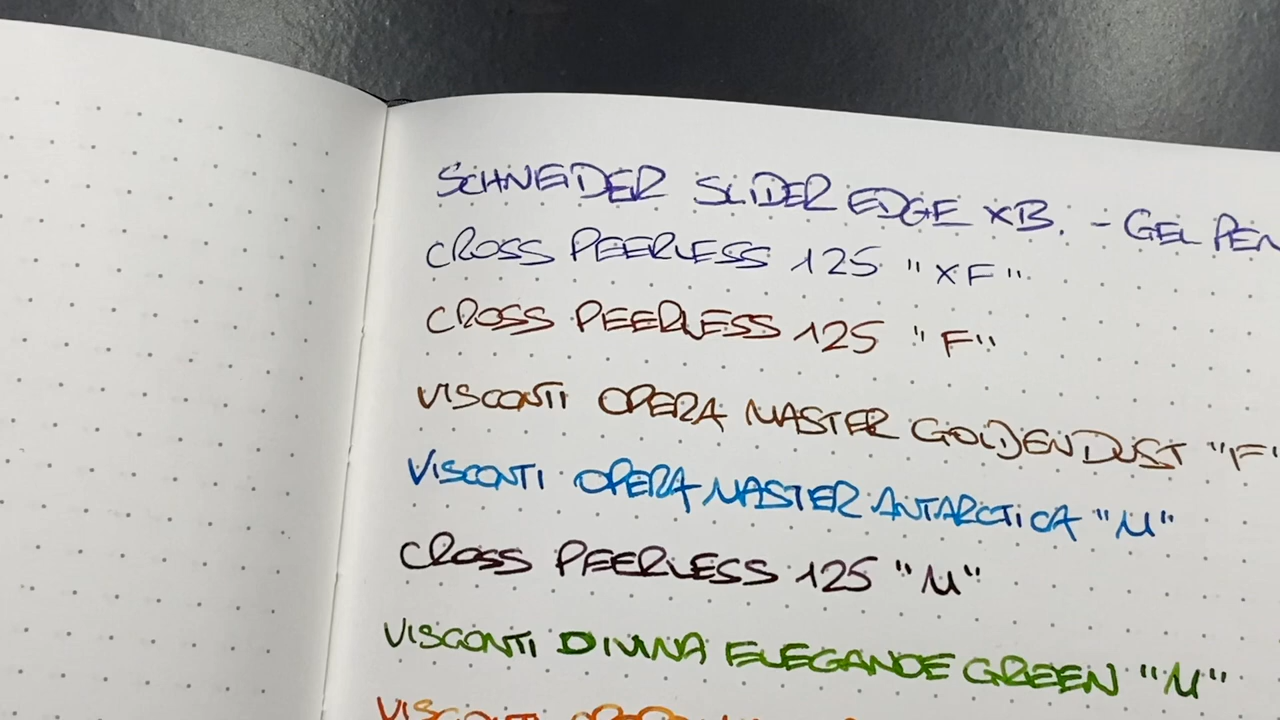 SCHNEIDER SLIDER EDGE XB. - GEL PEN
CROSS PEERLESS 125 "XF"
CROSS PEERLESS 125 "F"
VISCONTI OPERA MASTER GOLDENDUST "F"
VISCONTI OPERA MASTER ANTARCTICA "M"
CROSS PEERLESS 125 "M"
VISCONTI DIVINA ELEGANCE GREEN "M"
VISCONTI